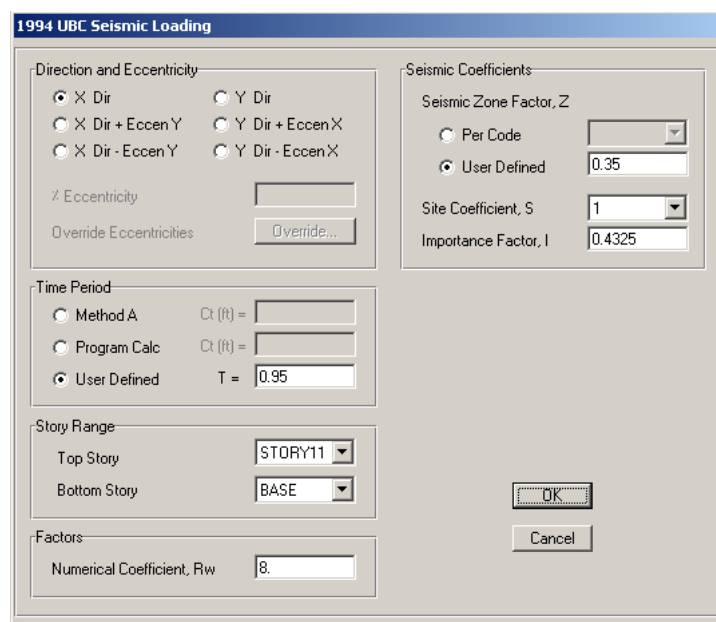 1994 UBC Seismic Loading
Direction and Eccentricity
X Dir Y Dir
X Dir + Eccen Y Y Dir + Eccen X
X Dir - Eccen Y Y Dir - Eccen X
% Eccentricity
Override Eccentricities Override...
Time Period
Method A Ct (ft) =
Program Calc Ct (ft) =
User Defined T = 0.95
Story Range
Top Story STORY11
Bottom Story BASE
Factors
Numerical Coefficient, Rw 8.
Seismic Coefficients
Seismic Zone Factor, Z
Per Code
User Defined 0.35
Site Coefficient, S 1
Importance Factor, I 0.4325
OK
Cancel